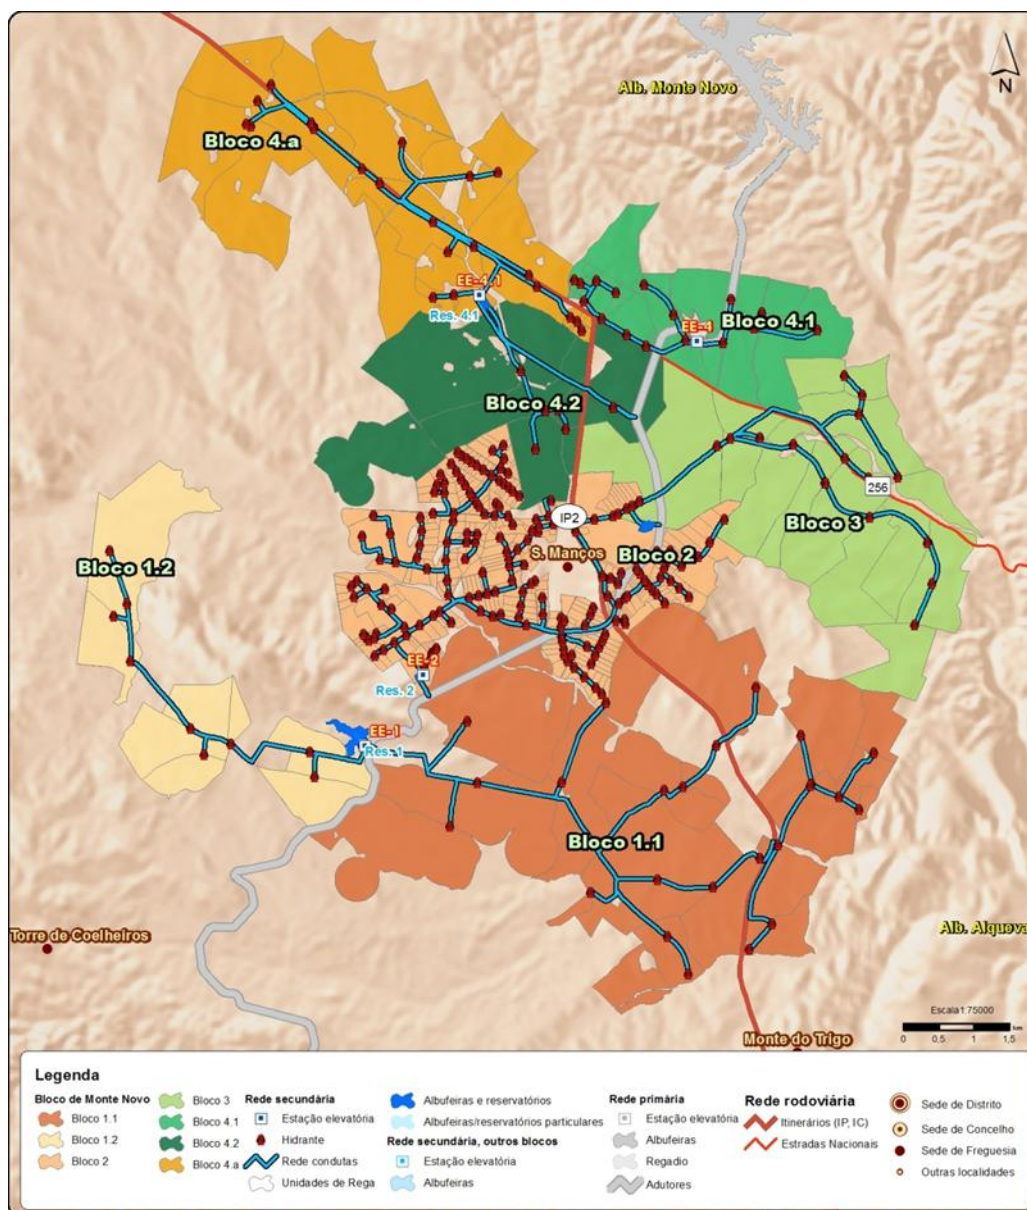 N
Alb. Monte Novo
Bloco 4.a
EE-4.1
Res. 4.1
EE-4
Bloco 4.1
Bloco 4.2
256
IP2
Bloco 3
S. Manços
Bloco 2
Bloco 1.2
EE-2
Res. 2
EE-1
Res. 1
Bloco 1.1
Torre de Coelheiros
Alb. Alqueva
Escala1:75000
km
0 0,5 1 1,5
Monte do Trigo
Legenda
Bloco de Monte Novo
Bloco 1.1
Bloco 1.2
Bloco 2
Bloco 3
Bloco 4.1
Bloco 4.2
Bloco 4.a
Rede secundária
Estação elevatória
Hidrante
Rede condutas
Unidades de Rega
Albufeiras e reservatórios
Albufeiras/reservatórios particulares
Rede secundária, outros blocos
Estação elevatória
Albufeiras
Rede primária
Estação elevatória
Albufeiras
Regadio
Adutores
Rede rodoviária
Itinerários (IP, IC)
Estradas Nacionais
Sede de Distrito
Sede de Concelho
Sede de Freguesia
Outras localidades